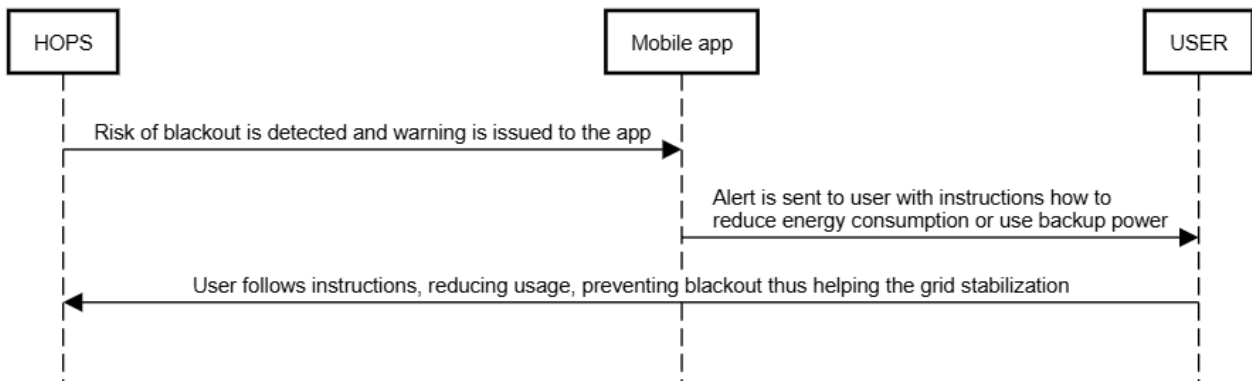 HOPS
Mobile app
USER
Risk of blackout is detected and warning is issued to the app
Alert is sent to user with instructions how to
reduce energy consumption or use backup power
User follows instructions, reducing usage, preventing blackout thus helping the grid stabilization